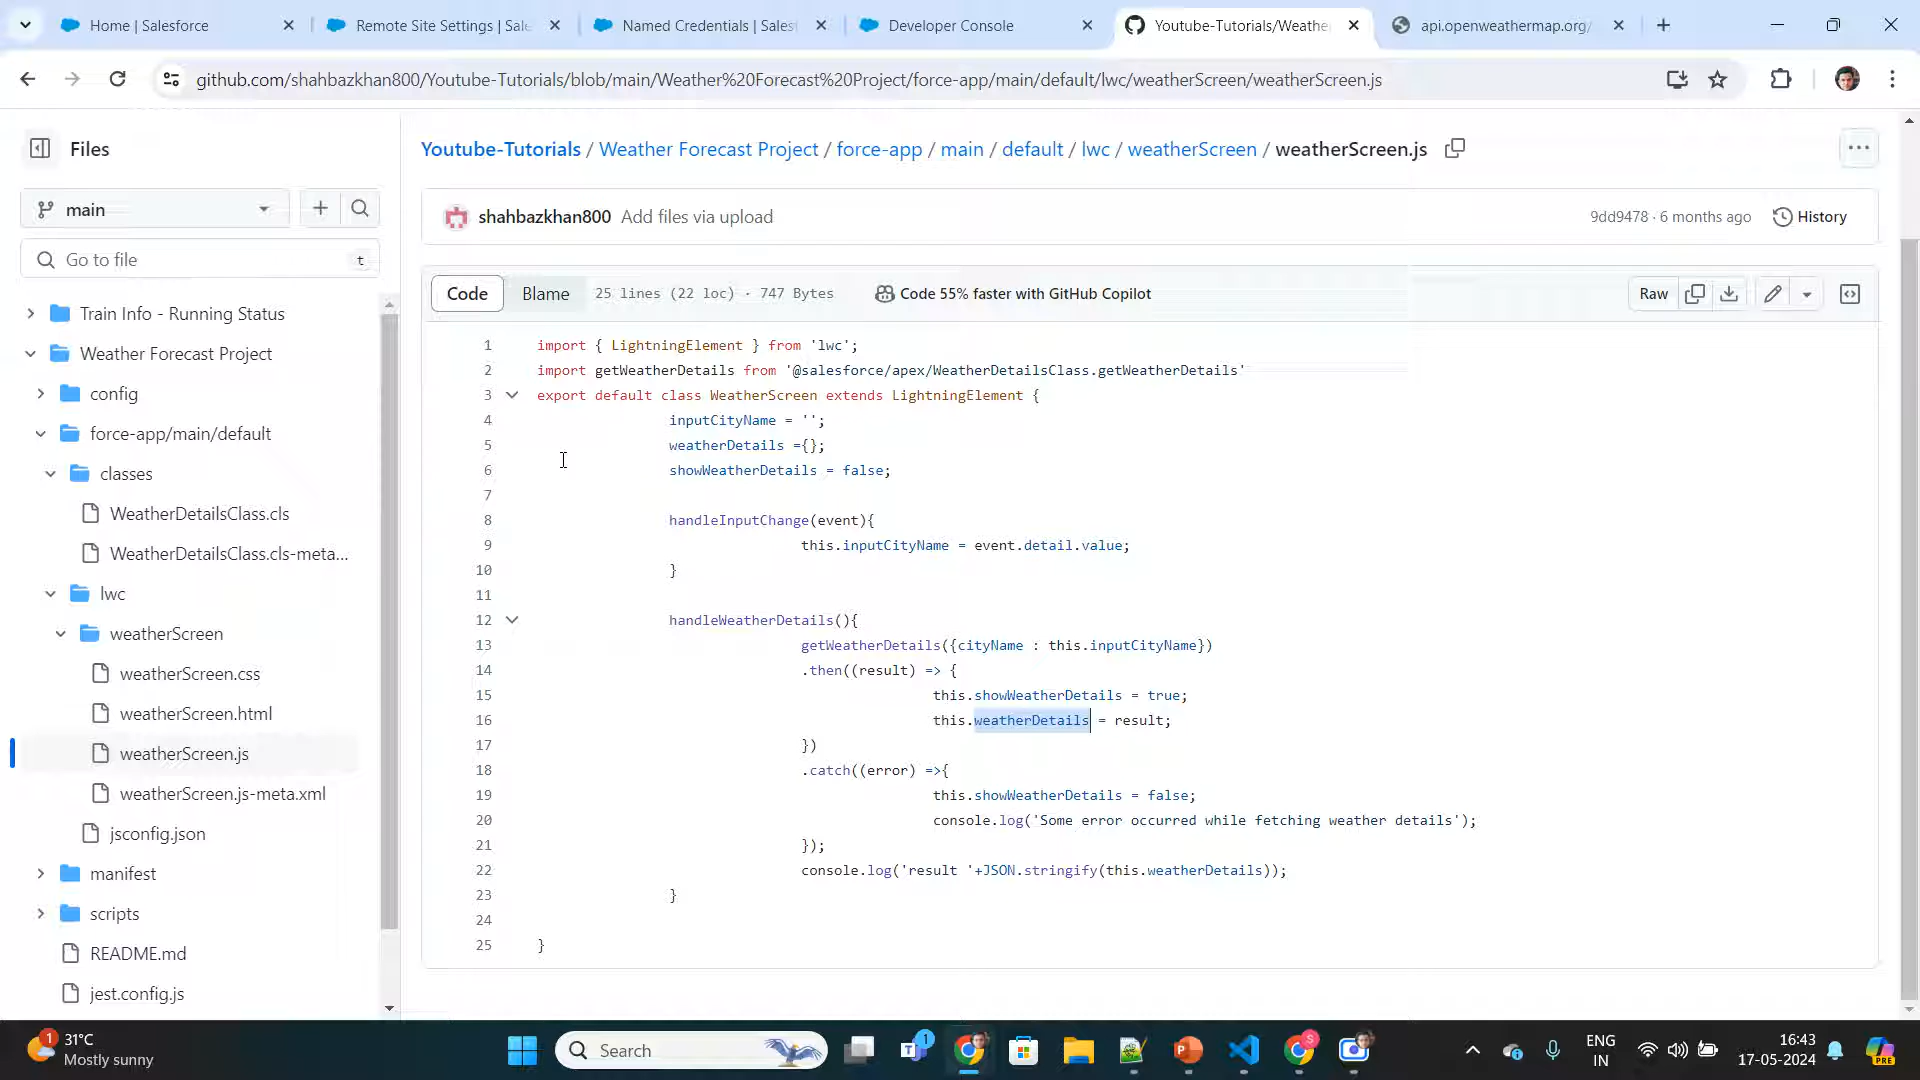 Home | Salesforce
Remote Site Settings | Sale
Named Credentials | Salest
Developer Console
Youtube-Tutorials/Weathe
api.openweathermap.org/
github.com/shahbazkhan800/Youtube-Tutorials/blob/main/Weather%20Forecast%20Project/force-app/main/default/lwc/weatherScreen/weatherScreen.js
Files
Youtube-Tutorials / Weather Forecast Project / force-app / main / default / lwc / weatherScreen / weatherScreen.js
main
shahbazkhan800 Add files via upload
9dd9478 · 6 months ago
History
Go to file
t
Code
Blame
25 lines (22 loc) · 747 Bytes
Code 55% faster with GitHub Copilot
Raw
Train Info - Running Status
Weather Forecast Project
config
force-app/main/default
classes
WeatherDetailsClass.cls
WeatherDetailsClass.cls-meta...
lwc
weatherScreen
weatherScreen.css
weatherScreen.html
weatherScreen.js
weatherScreen.js-meta.xml
jsconfig.json
manifest
scripts
README.md
jest.config.js
1 import { LightningElement } from 'lwc';
2 import getWeatherDetails from '@salesforce/apex/WeatherDetailsClass.getWeatherDetails'
3 export default class WeatherScreen extends LightningElement {
4 inputCityName = '';
5 weatherDetails ={};
6 showWeatherDetails = false;
7
8 handleInputChange(event){
9 this.inputCityName = event.detail.value;
10 }
11
12 handleWeatherDetails(){
13 getWeatherDetails({cityName : this.inputCityName})
14 .then((result) => {
15 this.showWeatherDetails = true;
16 this.weatherDetails = result;
17 })
18 .catch((error) =>{
19 this.showWeatherDetails = false;
20 console.log('Some error occurred while fetching weather details');
21 });
22 console.log('result '+JSON.stringify(this.weatherDetails));
23 }
24
25 }
1
31°C
Mostly sunny
Search
1
S
ENG
IN
16:43
17-05-2024
PRE